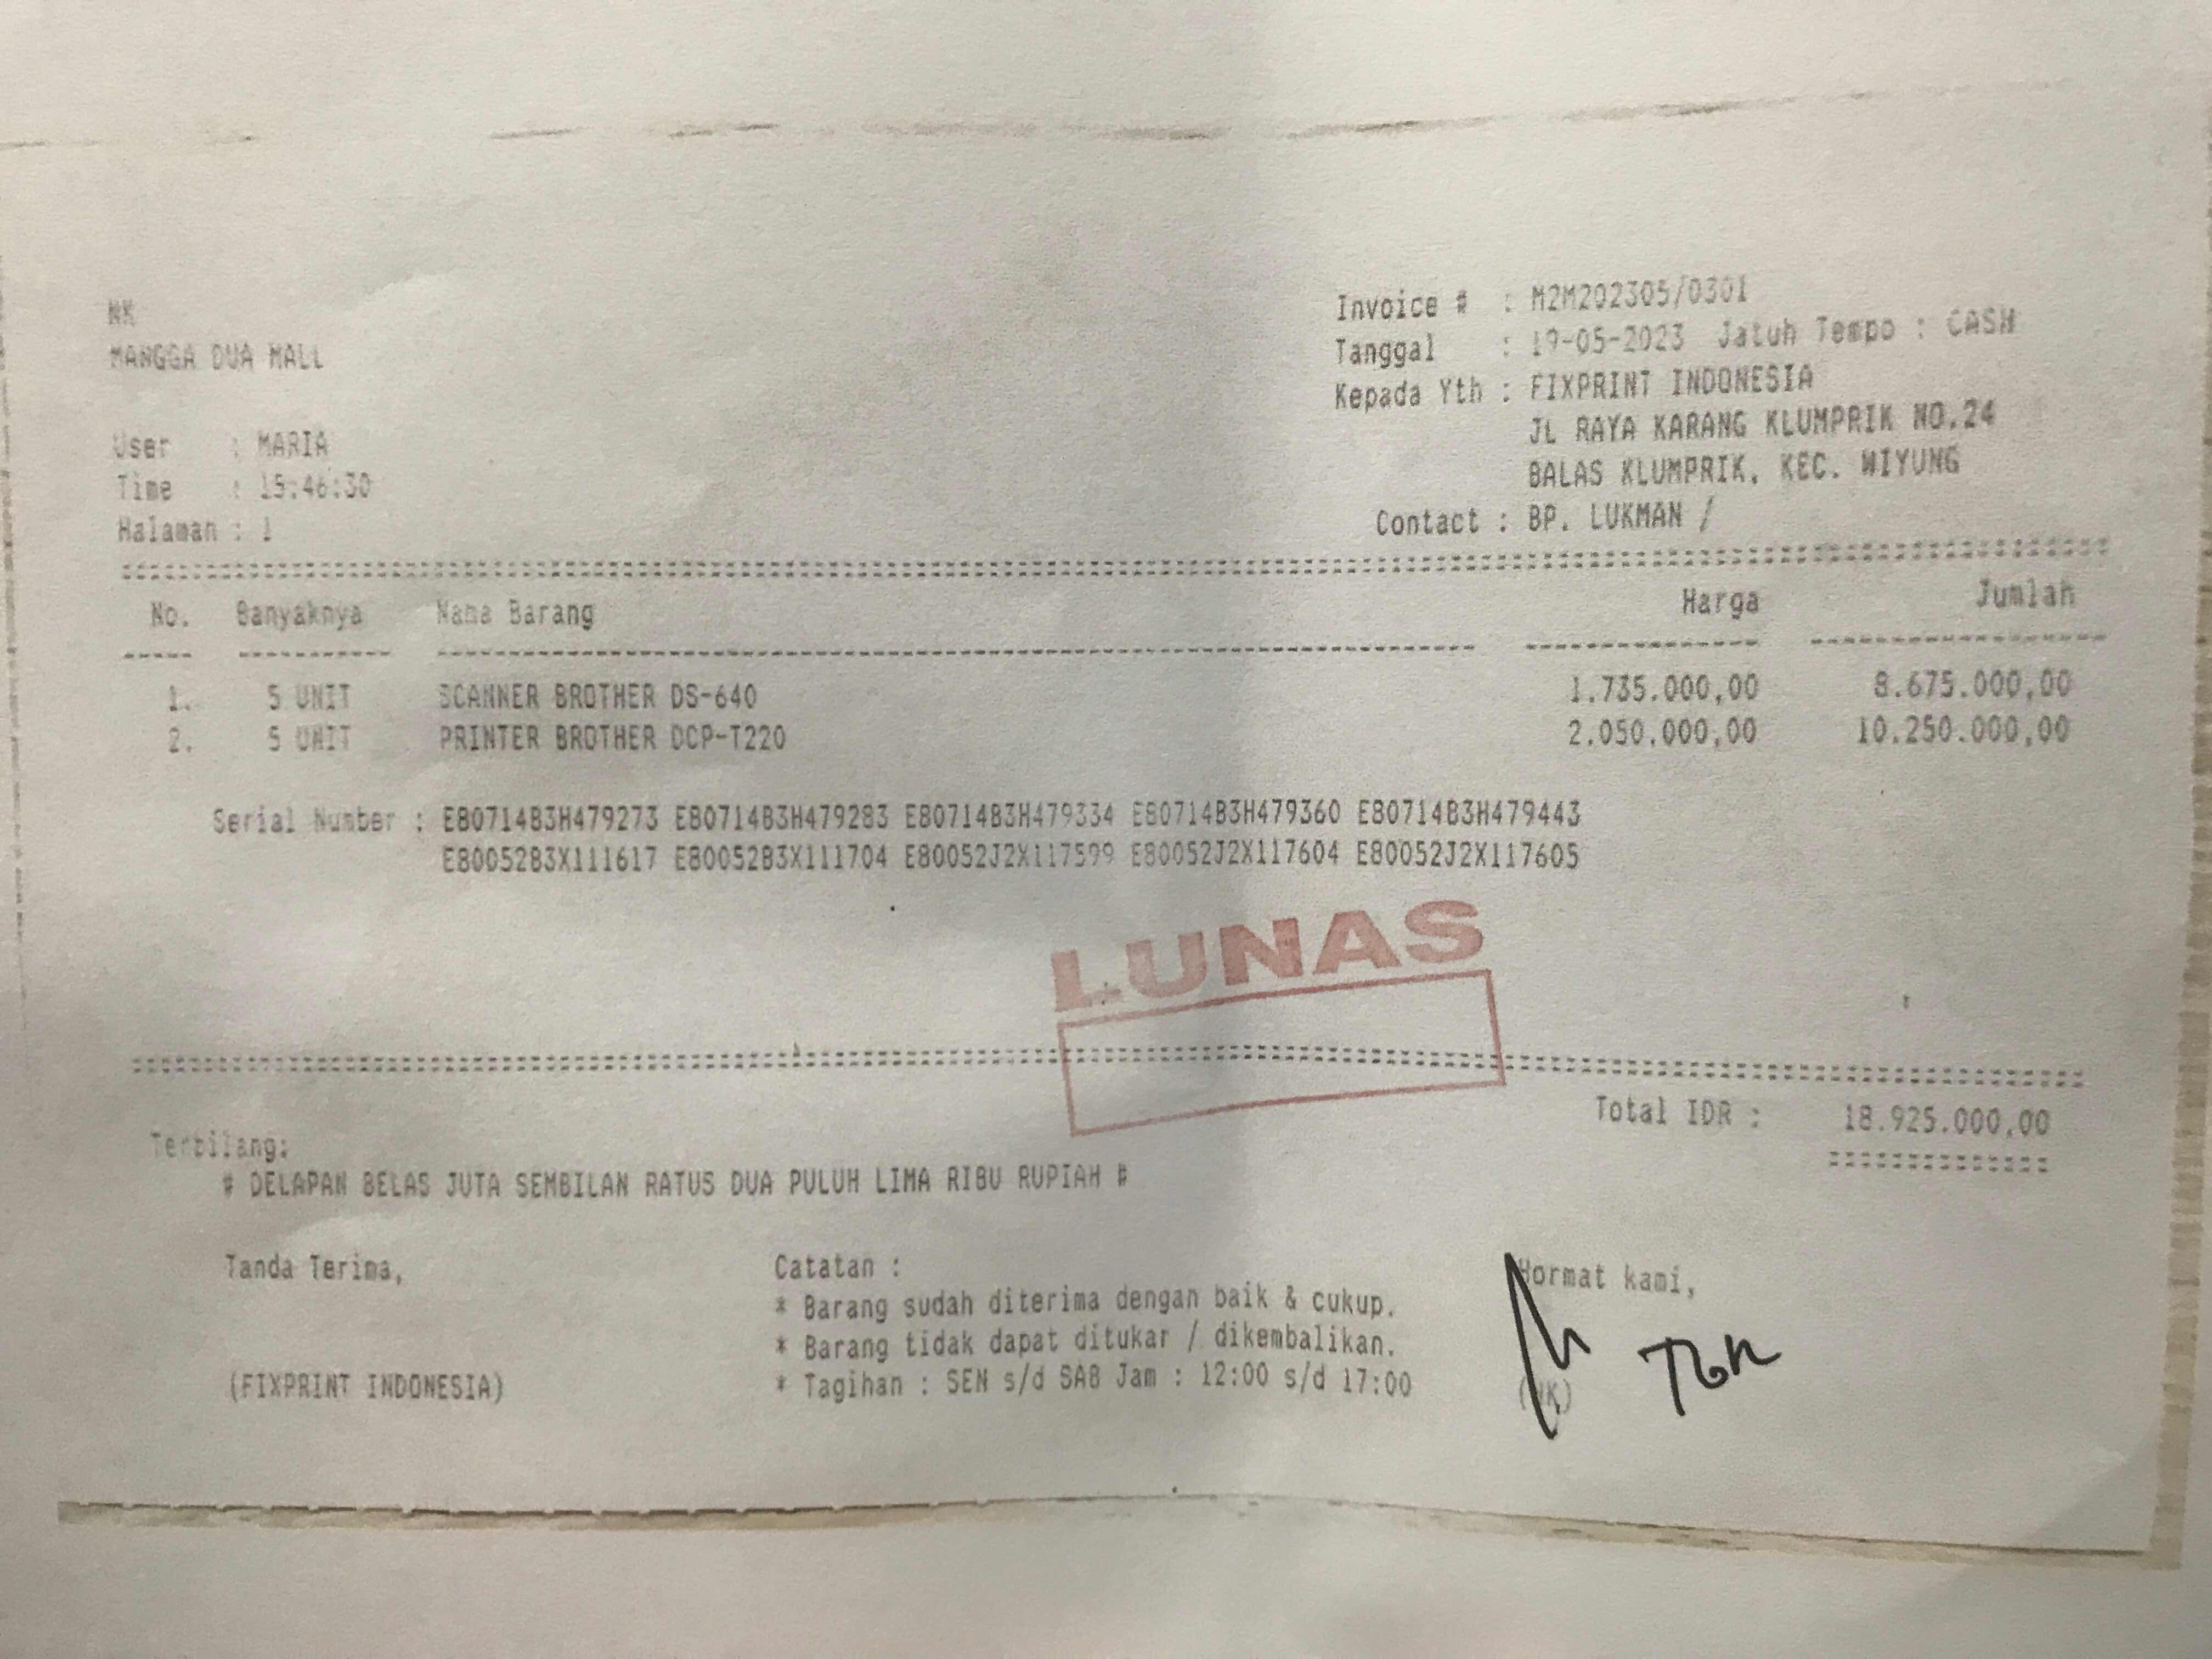 NK
MANGGA DUA MALL
User : MARIA
Time : 15:46:30
Halaman : 1
Invoice # : M2M202305/0301
Tanggal : 19-05-2023 Jatuh Tempo : CASH
Kepada Yth : FIXPRINT INDONESIA
JL RAYA KARANG KLUMPRIK NO.24
BALAS KLUMPRIK, KEC. WIYUNG
Contact : BP. LUKMAN /
No. Banyaknya Nama Barang Harga Jumlah
1. 5 UNIT SCANNER BROTHER DS-640 1.735.000,00 8.675.000,00
2. 5 UNIT PRINTER BROTHER DCP-T220 2.050.000,00 10.250.000,00
Serial Number : E80714B3H479273 E80714B3H479283 E80714B3H479334 E80714B3H479360 E80714B3H479443
E80052B3X111617 E80052B3X111704 E80052J2X117599 E80052J2X117604 E80052J2X117605
LUNAS
Total IDR : 18.925.000,00
Terbilang:
# DELAPAN BELAS JUTA SEMBILAN RATUS DUA PULUH LIMA RIBU RUPIAH #
Tanda Terima,
(FIXPRINT INDONESIA)
Catatan :
* Barang sudah diterima dengan baik & cukup.
* Barang tidak dapat ditukar / dikembalikan.
* Tagihan : SEN s/d SAB Jam : 12:00 s/d 17:00
Hormat kami,
(NK)